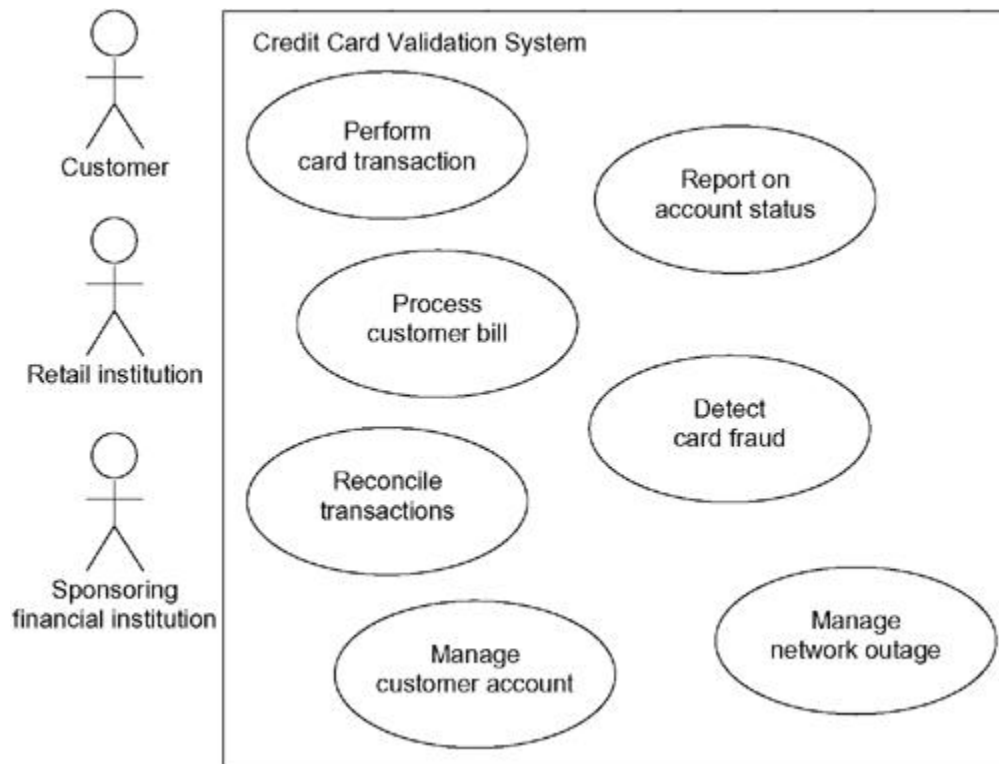 Credit Card Validation System
Customer
Retail institution
Sponsoring
financial institution
Perform
card transaction
Report on
account status
Process
customer bill
Detect
card fraud
Reconcile
transactions
Manage
customer account
Manage
network outage